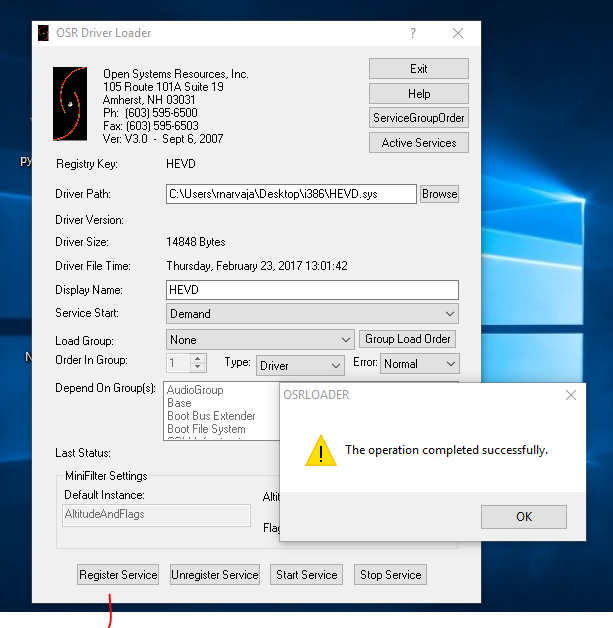 OSR Driver Loader
?
Open Systems Resources, Inc.
105 Route 101A Suite 19
Amherst, NH 03031
Ph: (603) 595-6500
Fax: (603) 595-6503
Ver: V3.0 - Sept 6, 2007
Exit
Help
ServiceGroupOrder
Active Services
Registry Key: HEVD
Driver Path: C:\Users\rnarvaja\Desktop\i386\HEVD.sys Browse
Driver Version:
Driver Size: 14848 Bytes
Driver File Time: Thursday, February 23, 2017 13:01:42
Display Name: HEVD
Service Start: Demand
Load Group: None Group Load Order
Order In Group: 1 Type: Driver Error: Normal
Depend On Group(s): AudioGroup
Base
Boot Bus Extender
Boot File System
Last Status:
MiniFilter Settings
Default Instance:
AltitudeAndFlags
OSRLOADER
The operation completed successfully.
OK
Register Service Unregister Service Start Service Stop Service
py